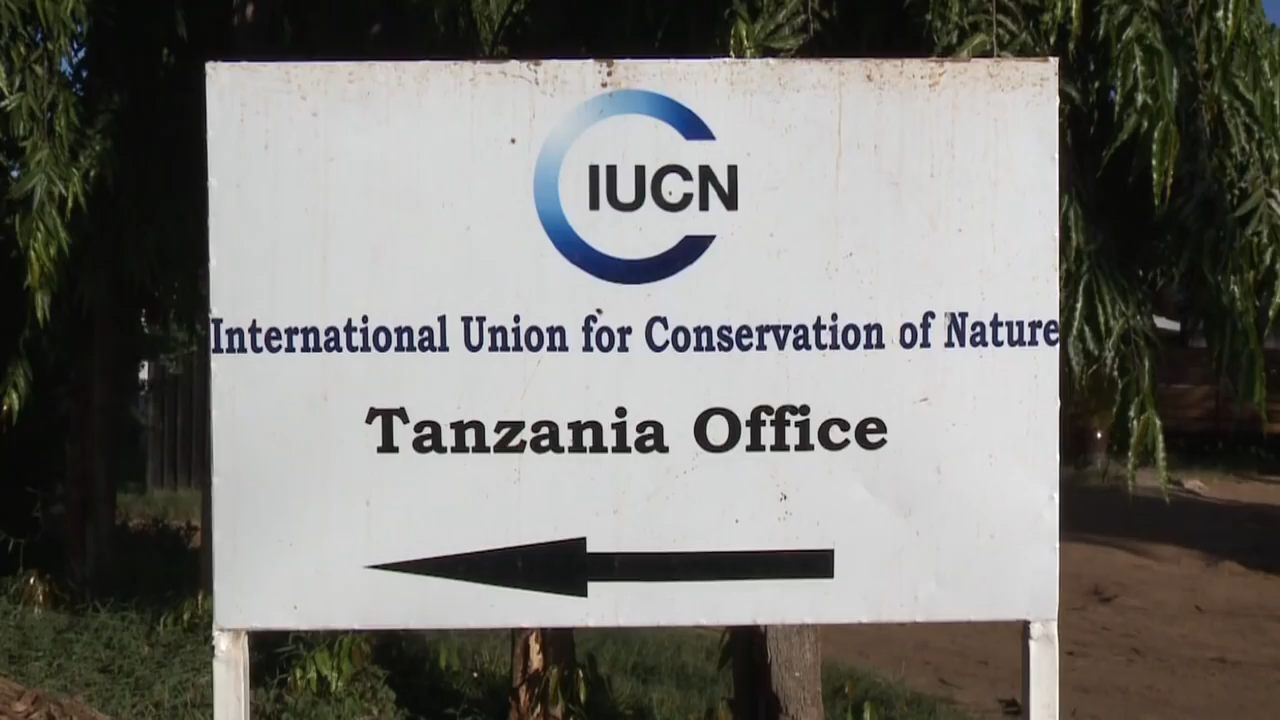 IUCN
International Union for Conservation of Nature
Tanzania Office